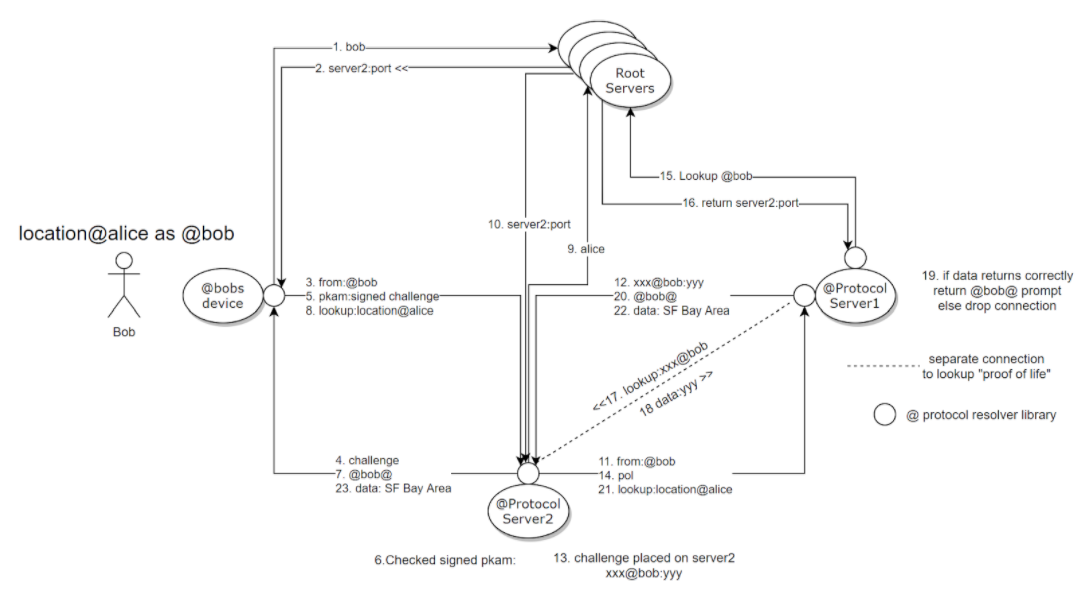 1. bob
2. server2:port <<
Root
Servers
15. Lookup @bob
16. return server2:port
10. server2:port
9. alice
location@alice as @bob
Bob
@bobs
device
3. from:@bob
5. pkam:signed challenge
8. lookup:location@alice
12. xxx@bob:yyy
20. @bob@
22. data: SF Bay Area
@Protocol
Server1
19. if data returns correctly
return @bob@ prompt
else drop connection
<<17. lookup:xxx@bob
18 data:yyy >>
separate connection
to lookup "proof of life"
@ protocol resolver library
4. challenge
7. @bob@
23. data: SF Bay Area
11. from:@bob
14. pol
21. lookup:location@alice
@Protocol
Server2
6.Checked signed pkam:
13. challenge placed on server2
xxx@bob:yyy